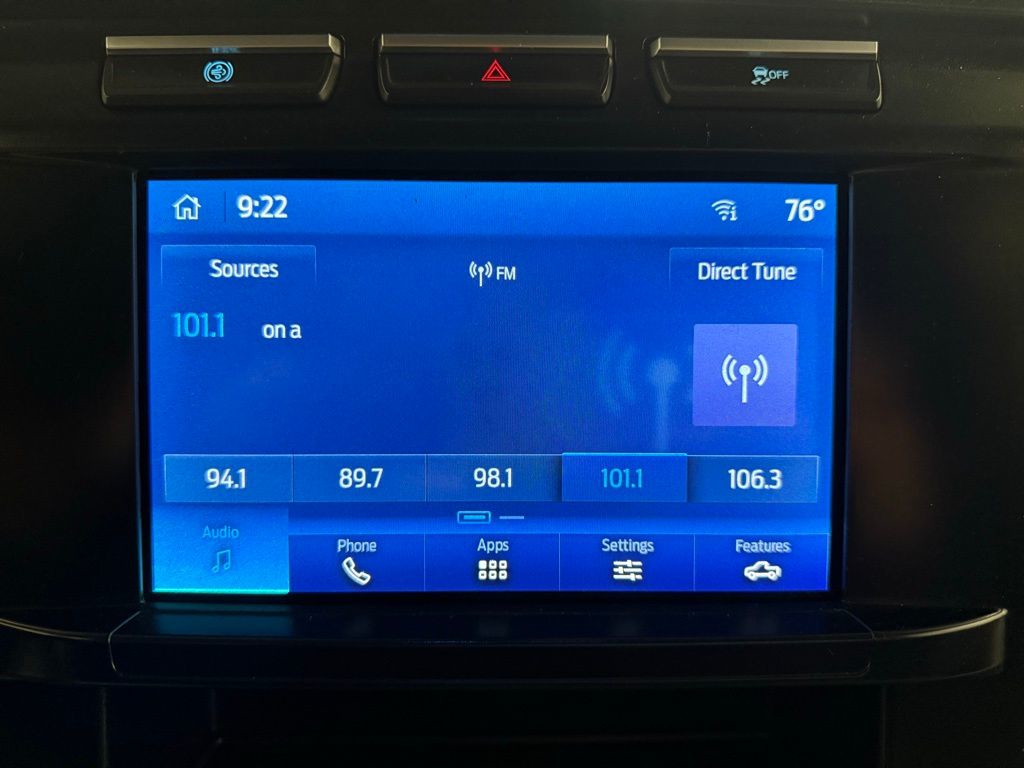 OFF
9:22
76°
Sources
FM
Direct Tune
101.1 on a
94.1 89.7 98.1 101.1 106.3
Audio Phone Apps Settings Features